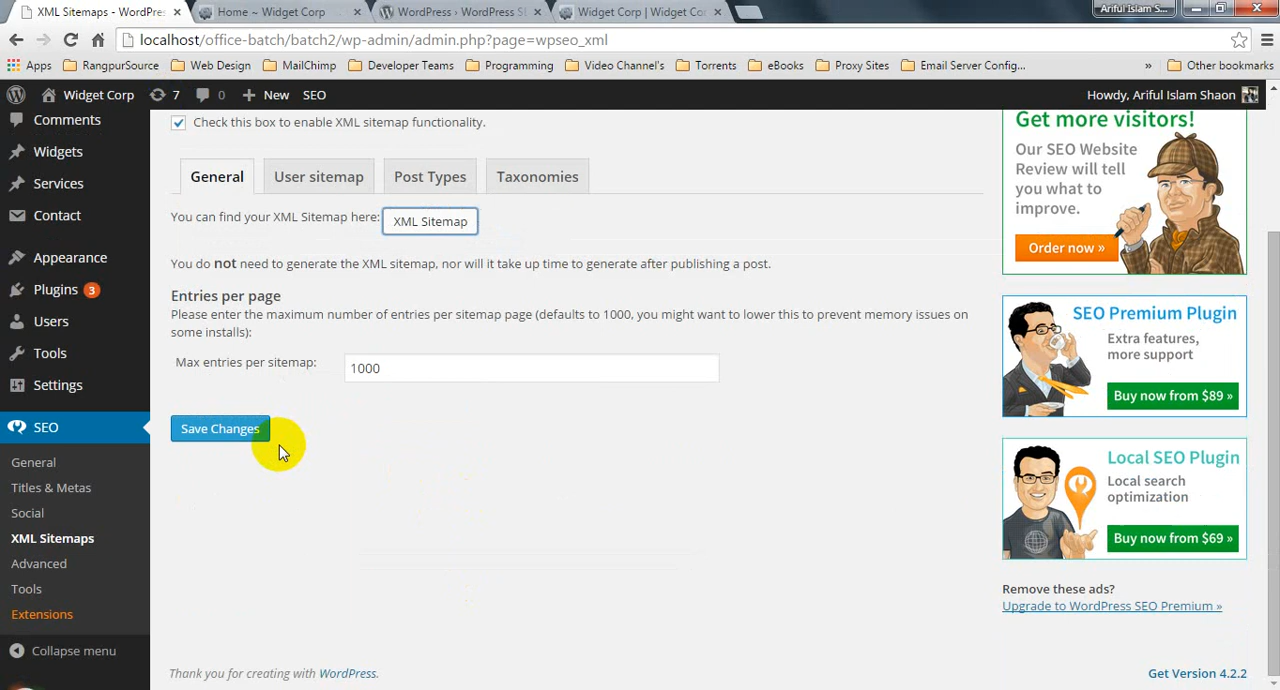 XML Sitemaps - WordPres
Home ~ Widget Corp
WordPress › WordPress S
Widget Corp | Widget Co
Ariful Islam S...
localhost/office-batch/batch2/wp-admin/admin.php?page=wpseo_xml
Apps
RangpurSource
Web Design
MailChimp
Developer Teams
Programming
Video Channel's
Torrents
eBooks
Proxy Sites
Email Server Config...
»
Other bookmarks
Widget Corp
7
0
New
SEO
Howdy, Ariful Islam Shaon
Comments
Widgets
Services
Contact
Appearance
Plugins 3
Users
Tools
Settings
SEO
General
Titles & Metas
Social
XML Sitemaps
Advanced
Tools
Extensions
Collapse menu
Check this box to enable XML sitemap functionality.
General
User sitemap
Post Types
Taxonomies
You can find your XML Sitemap here: XML Sitemap
You do not need to generate the XML sitemap, nor will it take up time to generate after publishing a post.
Entries per page
Please enter the maximum number of entries per sitemap page (defaults to 1000, you might want to lower this to prevent memory issues on
some installs):
Max entries per sitemap:
1000
Save Changes
Get more visitors!
Our SEO Website
Review will tell
you what to
improve.
Order now »
SEO Premium Plugin
Extra features,
more support
Buy now from $89 »
Local SEO Plugin
Local search
optimization
Buy now from $69 »
Remove these ads?
Upgrade to WordPress SEO Premium »
Thank you for creating with WordPress.
Get Version 4.2.2